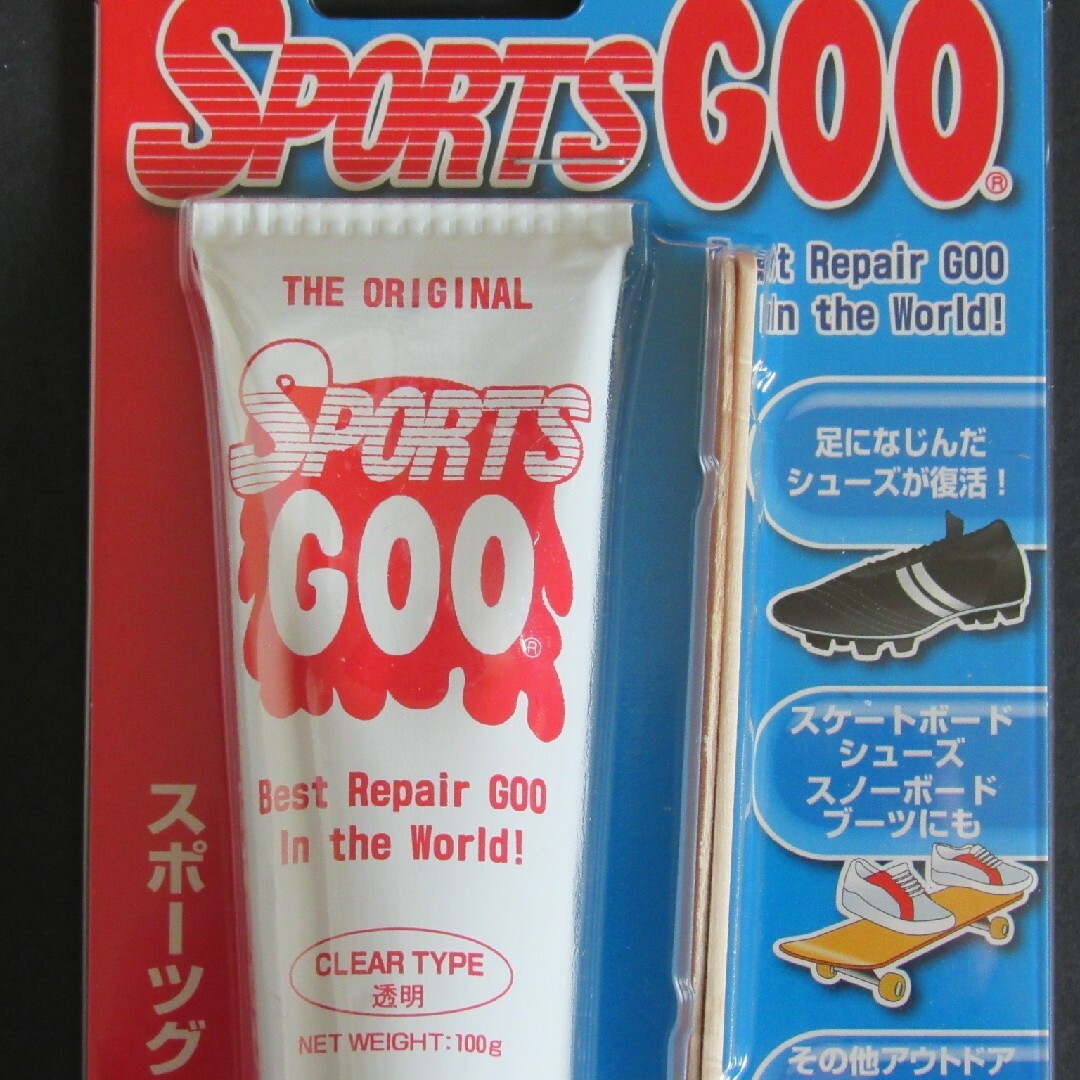 SPORTS GOO®
Repair GOO
In the World!
THE ORIGINAL
SPORTS
GOO®
Best Repair GOO
In the World!
CLEAR TYPE
透明
NET WEIGHT:100g
足になじんだ
シューズが復活!
スケートボード
シューズ
スノーボード
ブーツにも
その他アウトドア
スポーツグ